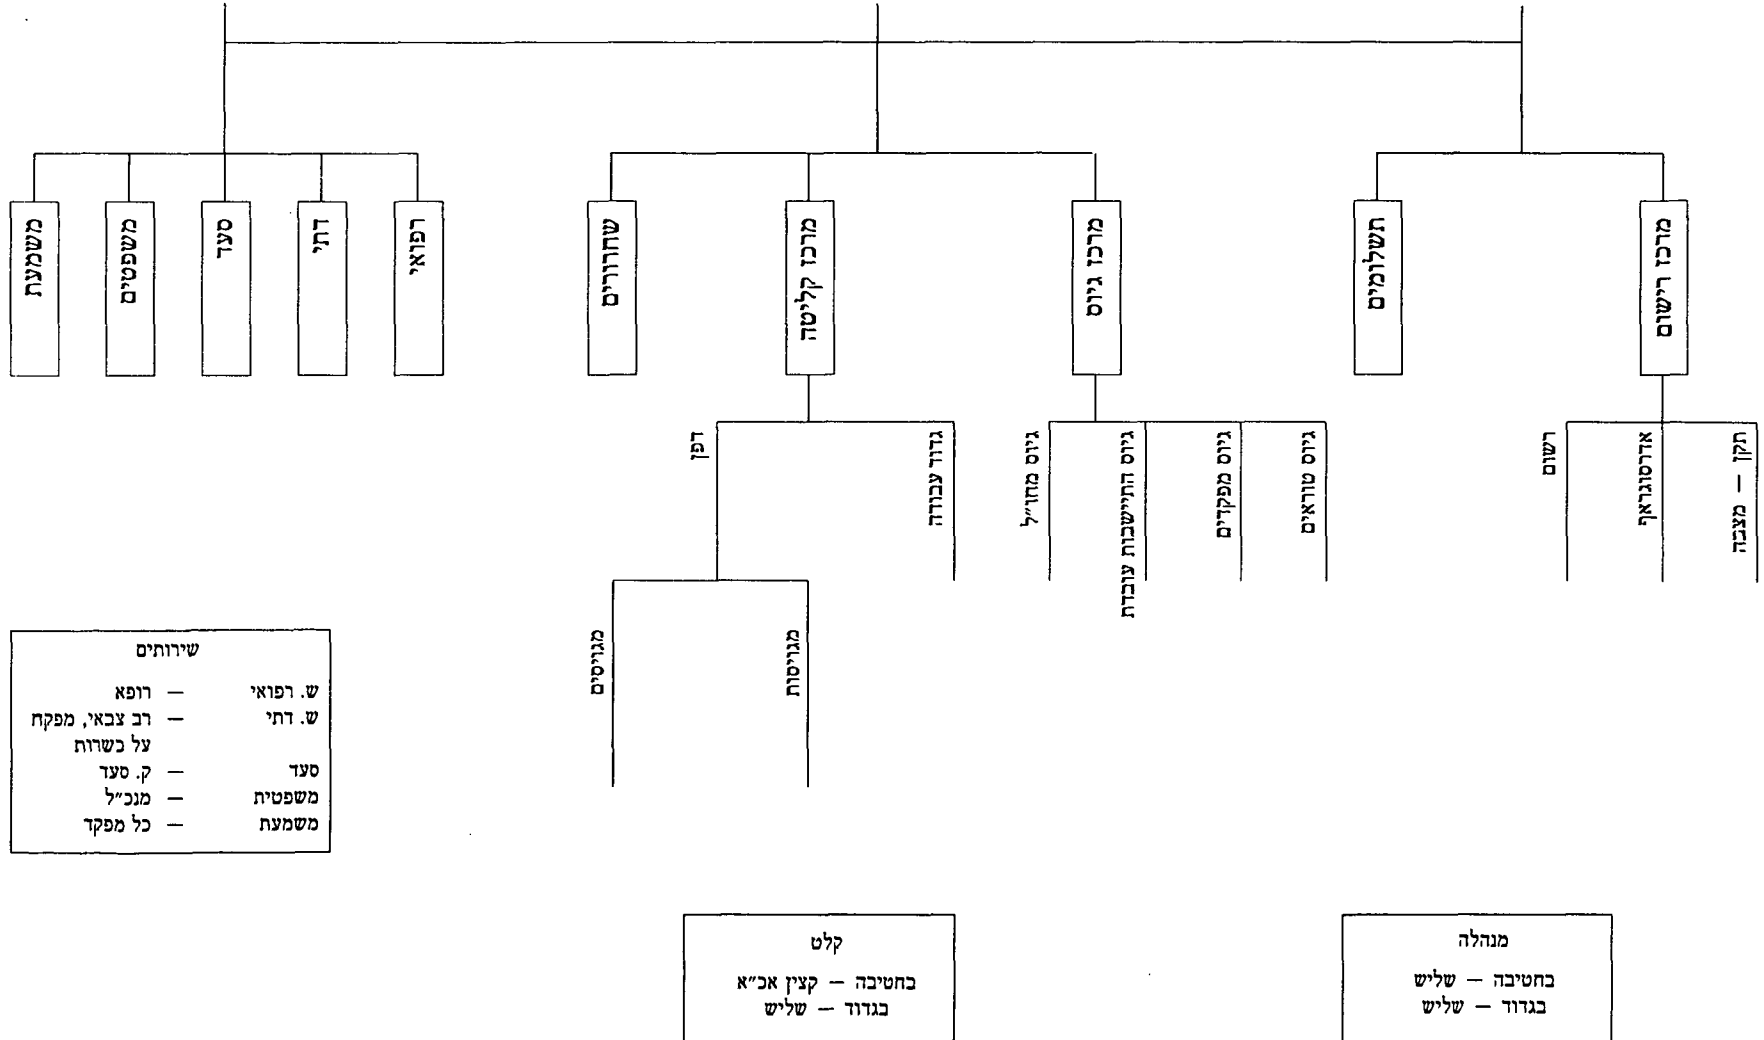 מרכז רישום
תשלומים
מרכז גיוס
מרכז קליטה
שחרורים
רפואי
דתי
סעד
משפטים
משמעת
תקן — מצבה
אדרסוגראף
רשום
גיוס טוראים
גיוס מפקדים
גיוס התיישבות עובדת
גיוס מחו״ל
גדוד עבודה
דפן
מגויסות
מגויסים
שירותים
ש. רפואי — רופא
ש. דתי — רב צבאי, מפקח
על כשרות
סעד — ק. סעד
משפטית — מנכ״ל
משמעת — כל מפקד
מנהלה
בחטיבה — שליש
בגדוד — שליש
קלט
בחטיבה — קצין אכ״א
בגדוד — שליש